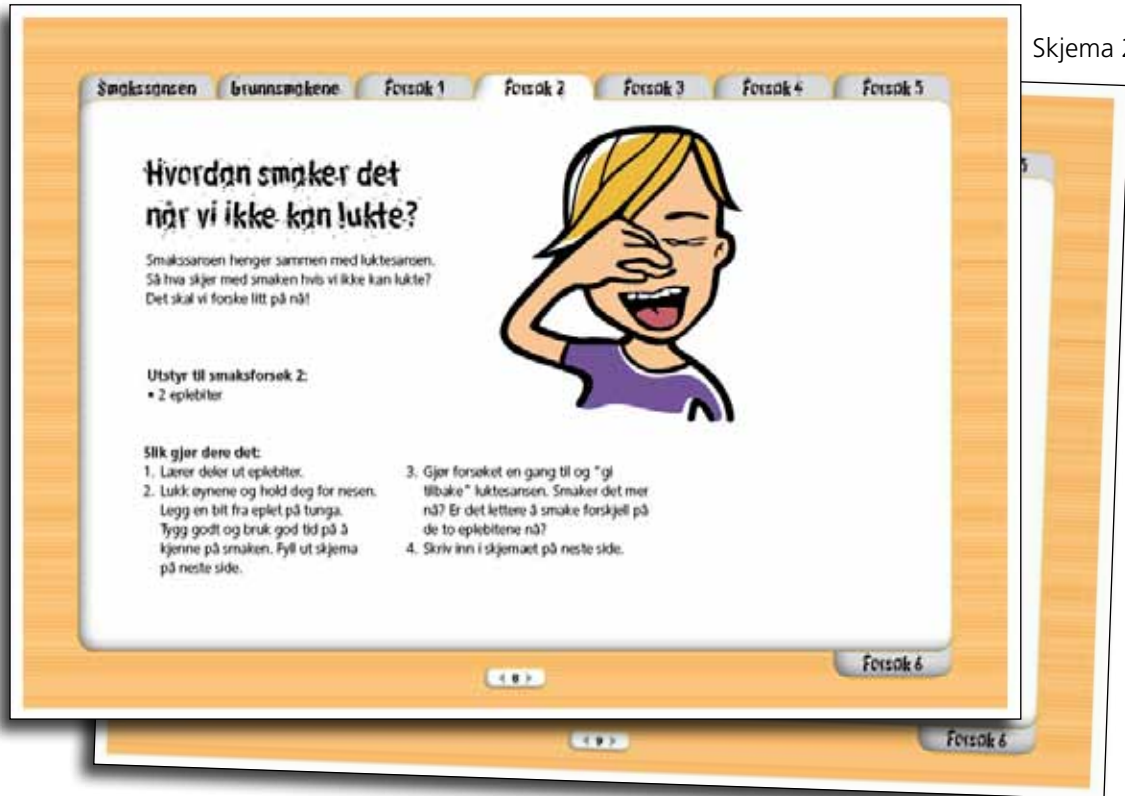 Skjema 2
Smakssansen Grunnsmakene Forsøk 1 Forsøk 2 Forsøk 3 Forsøk 4 Forsøk 5
Hvordan smaker det
når vi ikke kan lukte?
Smakssansen henger sammen med luktesansen.
Så hva skjer med smaken hvis vi ikke kan lukte?
Det skal vi forske litt på nå!
Utstyr til smaksforsøk 2:
• 2 eplebiter
Slik gjør dere det:
1. Lærer deler ut eplebiter.
2. Lukk øynene og hold deg for nesen.
Legg en bit fra eplet på tunga.
Tygg godt og bruk god tid på å
kjenne på smaken. Fyll ut skjema
på neste side.
3. Gjør forsøket en gang til og "gi
tilbake" luktesansen. Smaker det mer
nå? Er det lettere å smake forskjell på
de to eplebitene nå?
4. Skriv inn i skjemaet på neste side.
Forsøk 6
< 8 >
5
< 9 >
Forsøk 6